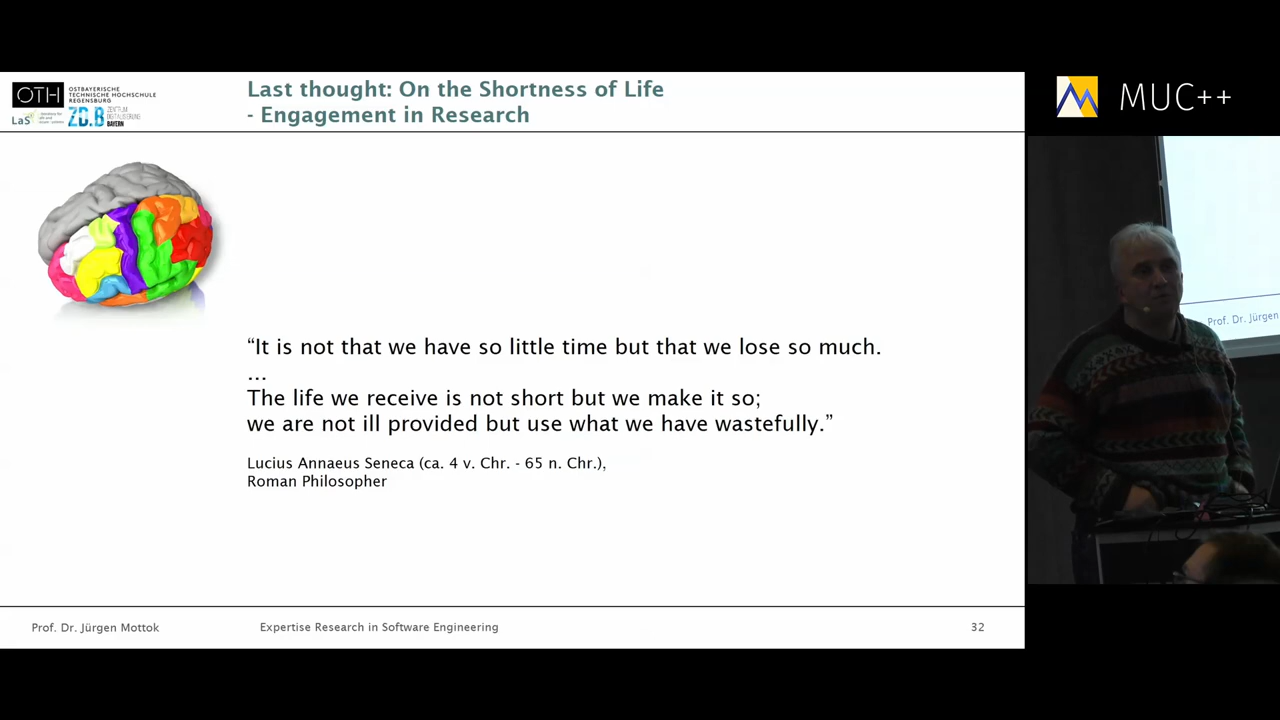 OTH
OSTBAYERISCHE
TECHNISCHE HOCHSCHULE
REGENSBURG
LaS³
ZD.B
ZENTRUM
DIGITALISIERUNG
BAYERN
Last thought: On the Shortness of Life
- Engagement in Research
MUC++
“It is not that we have so little time but that we lose so much.
...
The life we receive is not short but we make it so;
we are not ill provided but use what we have wastefully.”
Lucius Annaeus Seneca (ca. 4 v. Chr. - 65 n. Chr.),
Roman Philosopher
Prof. Dr. Jürgen
Prof. Dr. Jürgen Mottok
Expertise Research in Software Engineering
32